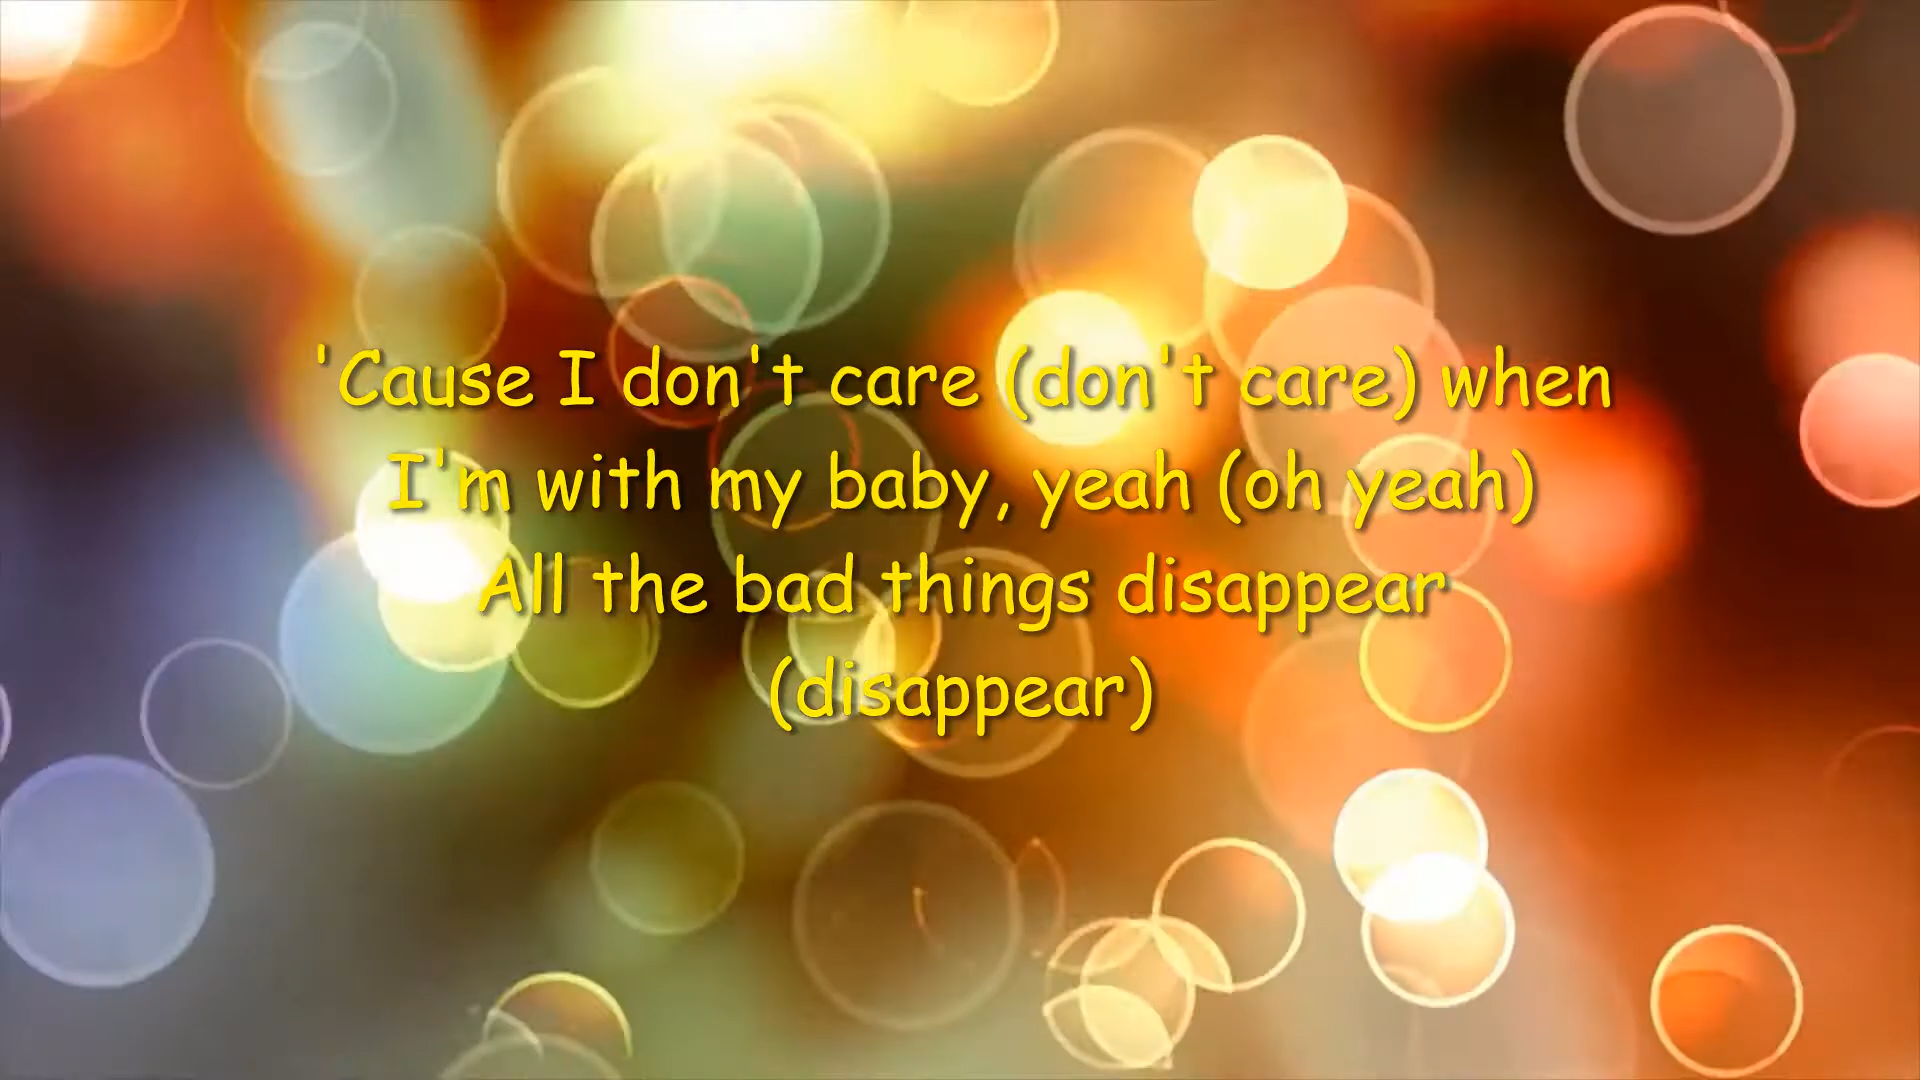 'Cause I don't care (don't care) when
I'm with my baby, yeah (oh yeah)
All the bad things disappear
(disappear)